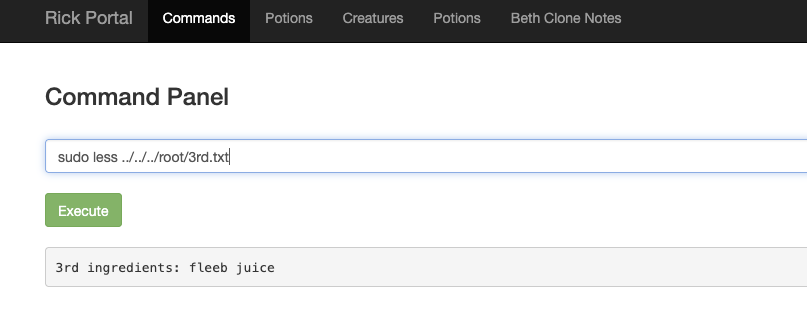 Rick Portal Commands Potions Creatures Potions Beth Clone Notes
Command Panel
sudo less ../../../root/3rd.txt
Execute
3rd ingredients: fleeb juice